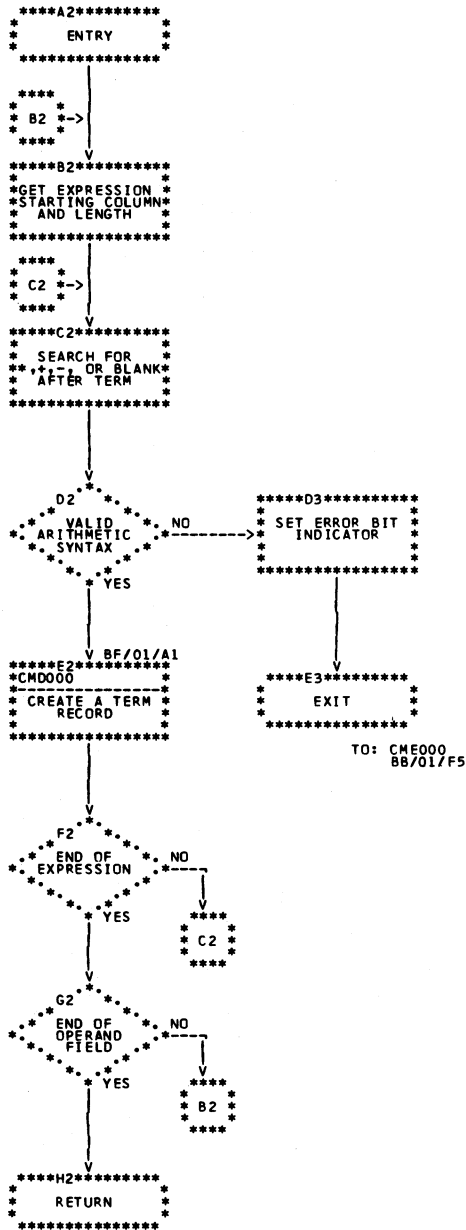 ****A2*********
ENTRY
****
B2 *->
*****B2**********
*GET EXPRESSION *
*STARTING COLUMN*
AND LENGTH
****
C2 *->
*****C2**********
SEARCH FOR
**,+,-, OR BLANK*
AFTER TERM
D2
VALID
ARITHMETIC
SYNTAX
NO
YES
*****D3**********
SET ERROR BIT
INDICATOR
BF/01/A1
*****E2**********
*CMD000
CREATE A TERM
RECORD
****E3*********
EXIT
TO: CME000
BB/01/F5
F2
END OF
EXPRESSION
NO
YES
C2
G2
END OF
OPERAND
FIELD
NO
YES
B2
****H2*********
RETURN